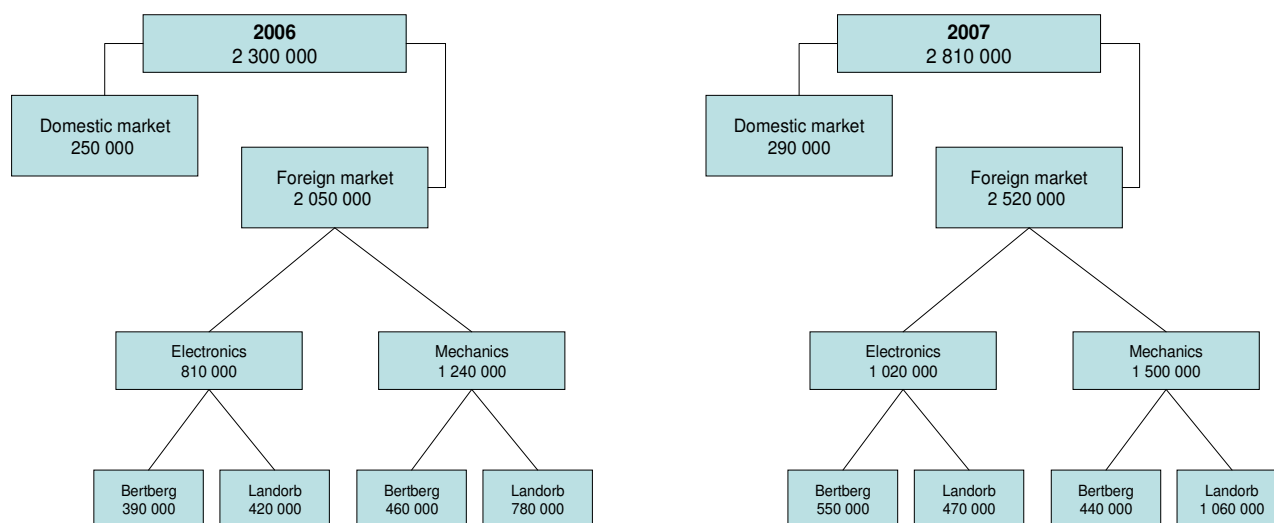 2006
2 300 000
Domestic market
250 000
Foreign market
2 050 000
Electronics
810 000
Mechanics
1 240 000
Bertberg
390 000
Landorb
420 000
Bertberg
460 000
Landorb
780 000
2007
2 810 000
Domestic market
290 000
Foreign market
2 520 000
Electronics
1 020 000
Mechanics
1 500 000
Bertberg
550 000
Landorb
470 000
Bertberg
440 000
Landorb
1 060 000